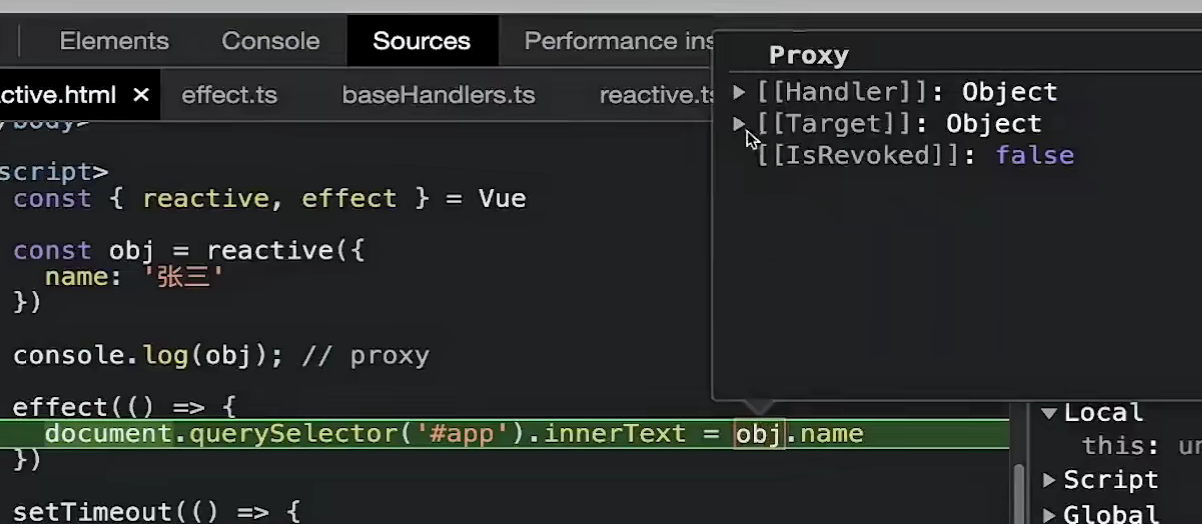 Elements Console Sources Performance ins
ctive.html × effect.ts baseHandlers.ts reactive.ts
Proxy
[[Handler]]: Object
[[Target]]: Object
[[IsRevoked]]: false
/body>
script>
const { reactive, effect } = Vue
const obj = reactive({
name: '张三'
})
console.log(obj); // proxy
effect(() => {
document.querySelector('#app').innerText = obj.name
})
setTimeout(() => {
Local
this: un
Script
Global